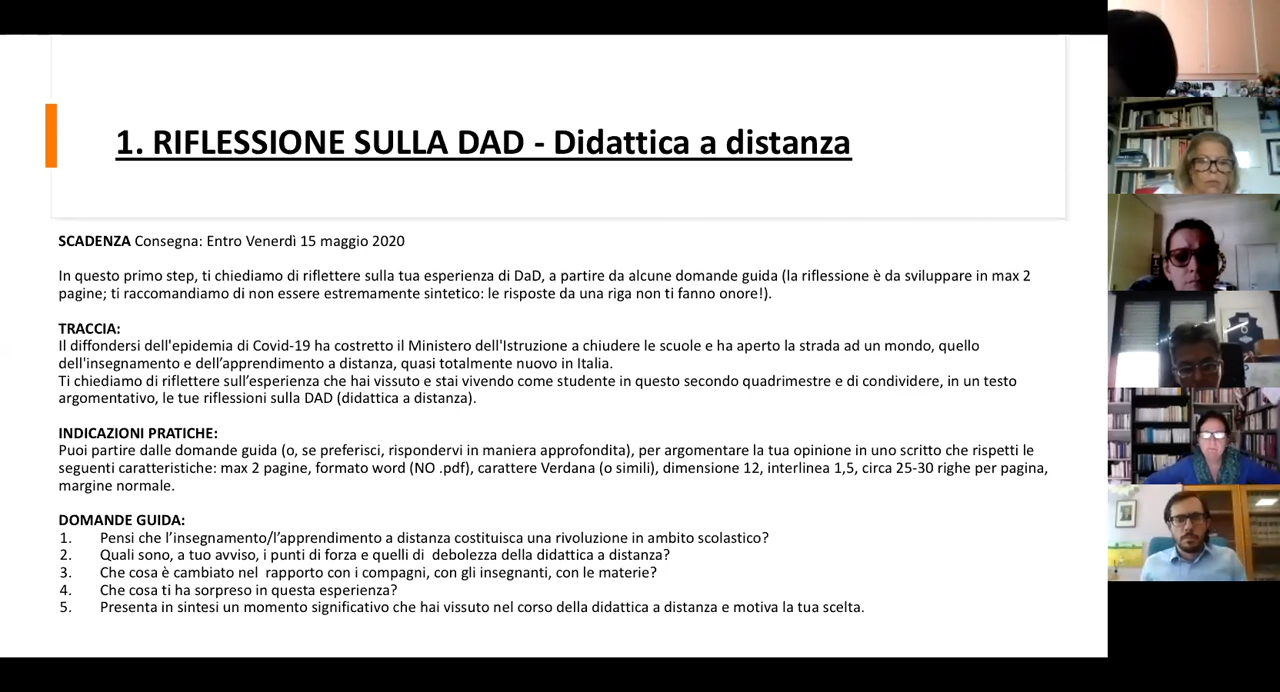 1. RIFLESSIONE SULLA DAD - Didattica a distanza
SCADENZA Consegna: Entro Venerdì 15 maggio 2020
In questo primo step, ti chiediamo di riflettere sulla tua esperienza di DaD, a partire da alcune domande guida (la riflessione è da sviluppare in max 2
pagine; ti raccomandiamo di non essere estremamente sintetico: le risposte da una riga non ti fanno onore!).
TRACCIA:
Il diffondersi dell'epidemia di Covid-19 ha costretto il Ministero dell'Istruzione a chiudere le scuole e ha aperto la strada ad un mondo, quello
dell'insegnamento e dell’apprendimento a distanza, quasi totalmente nuovo in Italia.
Ti chiediamo di riflettere sull’esperienza che hai vissuto e stai vivendo come studente in questo secondo quadrimestre e di condividere, in un testo
argomentativo, le tue riflessioni sulla DAD (didattica a distanza).
INDICAZIONI PRATICHE:
Puoi partire dalle domande guida (o, se preferisci, rispondervi in maniera approfondita), per argomentare la tua opinione in uno scritto che rispetti le
seguenti caratteristiche: max 2 pagine, formato word (NO .pdf), carattere Verdana (o simili), dimensione 12, interlinea 1,5, circa 25-30 righe per pagina,
margine normale.
DOMANDE GUIDA:
1. Pensi che l’insegnamento/l’apprendimento a distanza costituisca una rivoluzione in ambito scolastico?
2. Quali sono, a tuo avviso, i punti di forza e quelli di debolezza della didattica a distanza?
3. Che cosa è cambiato nel rapporto con i compagni, con gli insegnanti, con le materie?
4. Che cosa ti ha sorpreso in questa esperienza?
5. Presenta in sintesi un momento significativo che hai vissuto nel corso della didattica a distanza e motiva la tua scelta.